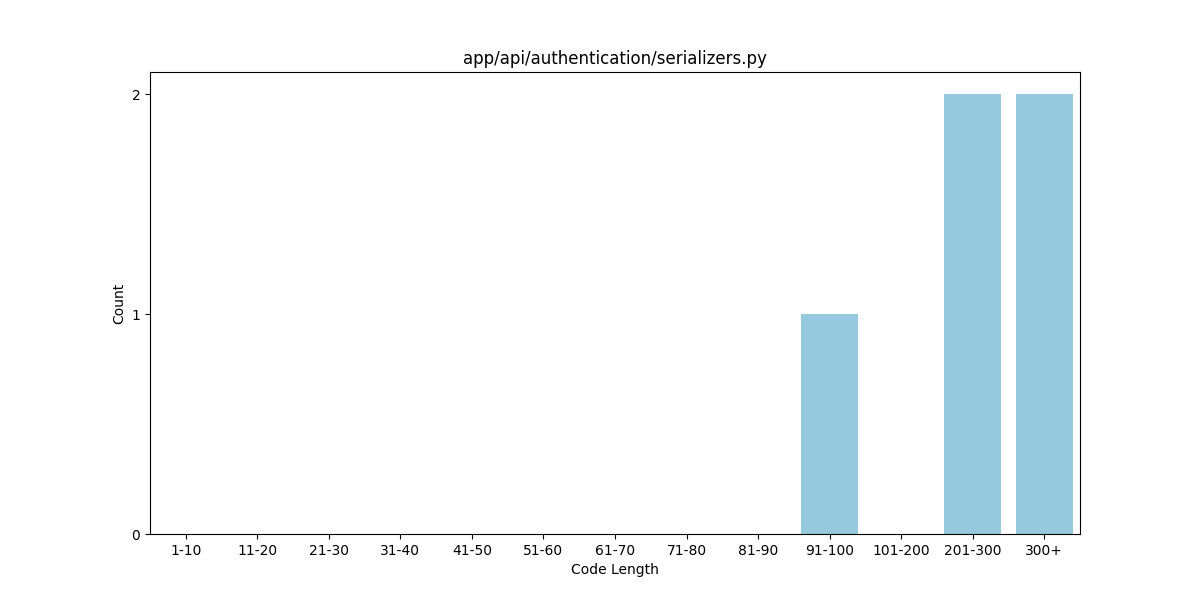 app/api/authentication/serializers.py
2
1
0
Count
1-10 11-20 21-30 31-40 41-50 51-60 61-70 71-80 81-90 91-100 101-200 201-300 300+
Code Length